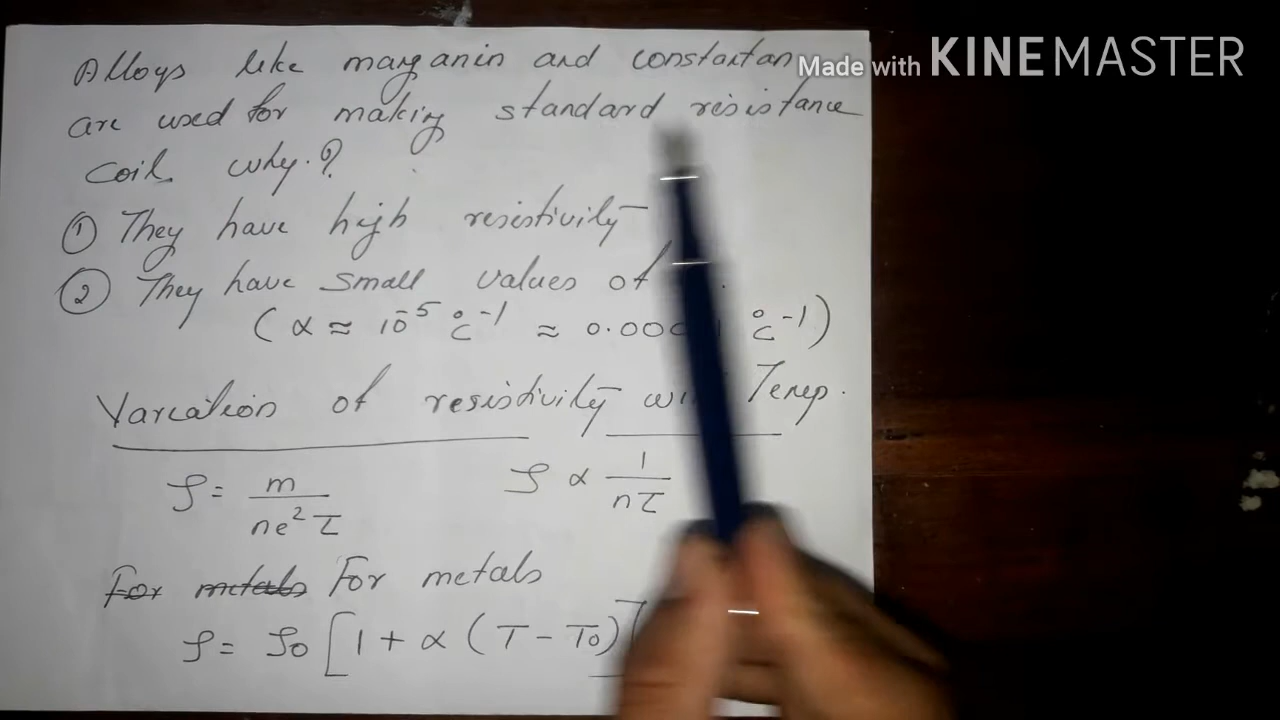 Alloys like manganin and constantan
Made with KINEMASTER
are used for making standard resistance
coil why.?
① They have high resistivity
② They have small values of
(α ≈ 10⁻⁵ °C⁻¹ ≈ 0.00 °C⁻¹)
Variation of resistivity Temp.
ρ = m / ne²τ ρ ∝ 1 / nτ
For metals For metals
ρ = ρ₀ [1 + α (T - T₀)]